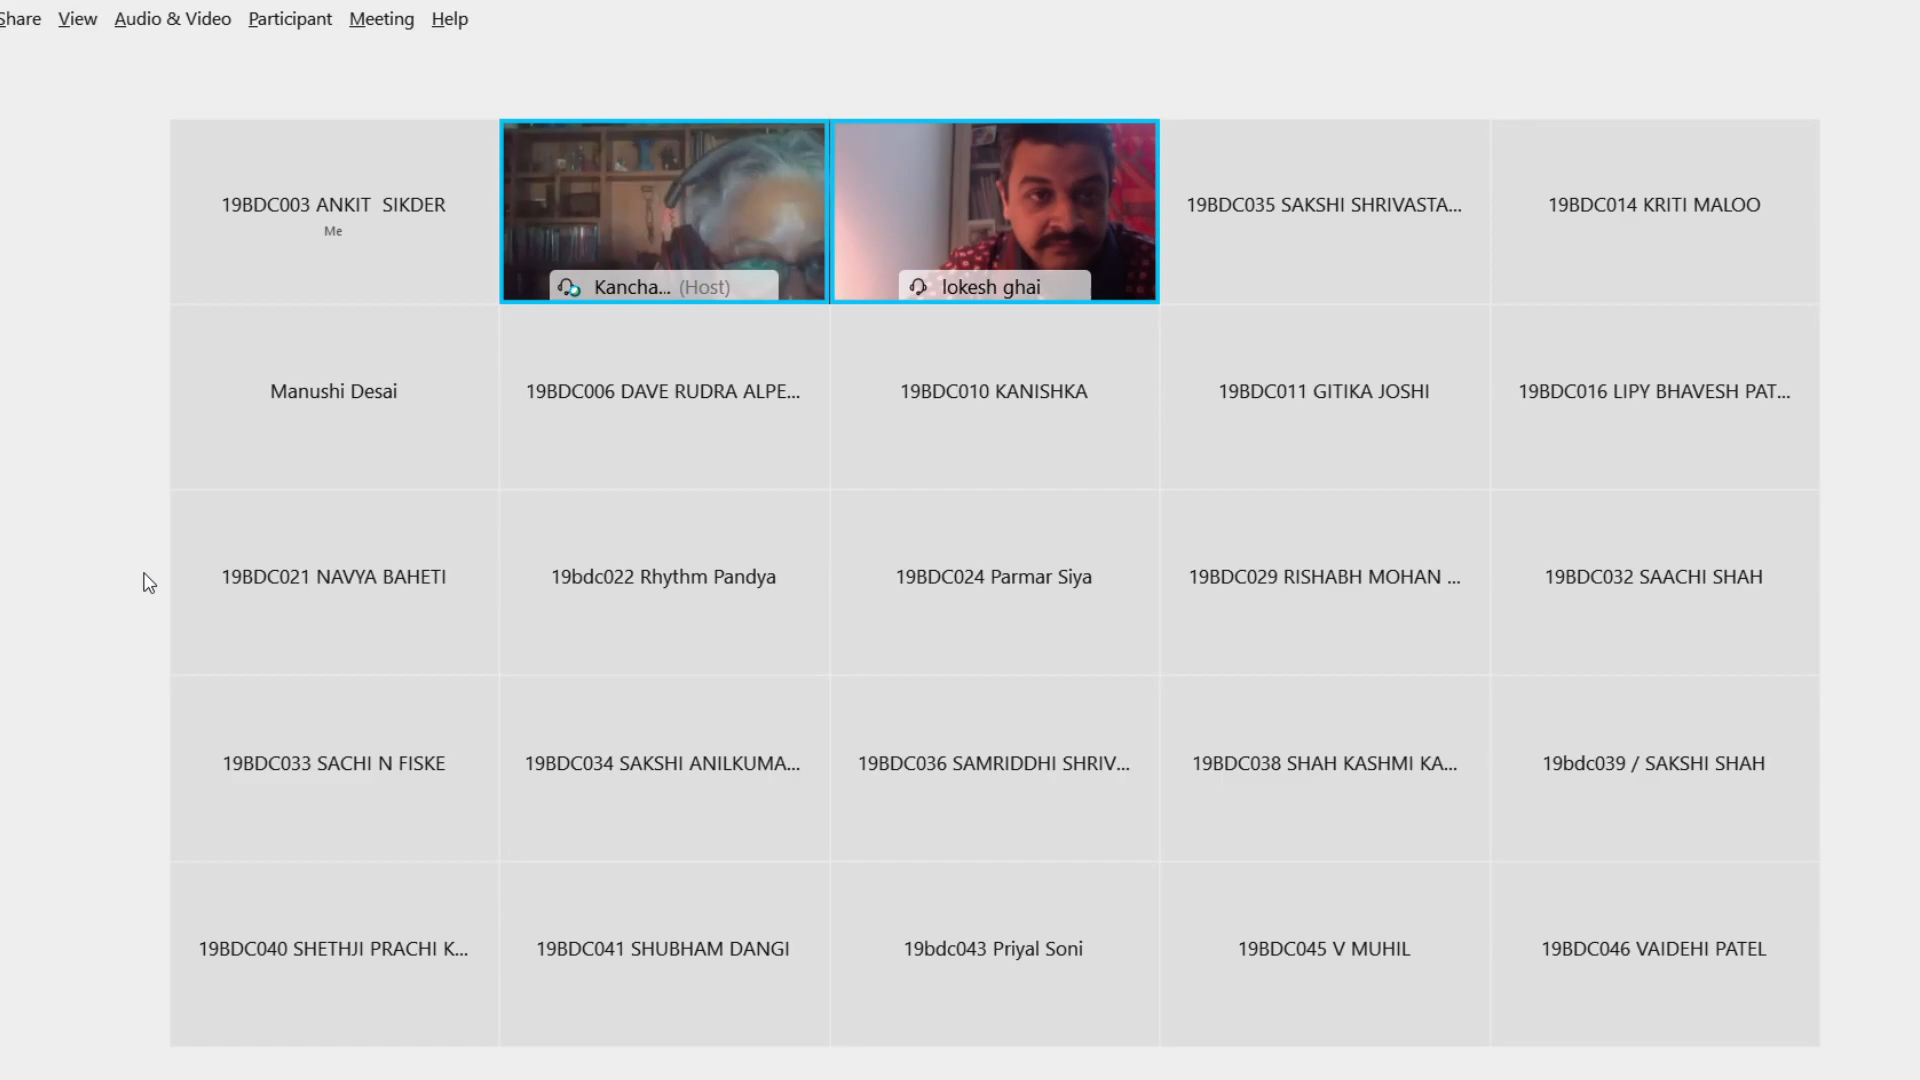 Share View Audio & Video Participant Meeting Help
19BDC003 ANKIT SIKDER
Me
Kancha... (Host)
lokesh ghai
19BDC035 SAKSHI SHRIVASTA...
19BDC014 KRITI MALOO
Manushi Desai
19BDC006 DAVE RUDRA ALPE...
19BDC010 KANISHKA
19BDC011 GITIKA JOSHI
19BDC016 LIPY BHAVESH PAT...
19BDC021 NAVYA BAHETI
19bdc022 Rhythm Pandya
19BDC024 Parmar Siya
19BDC029 RISHABH MOHAN ...
19BDC032 SAACHI SHAH
19BDC033 SACHI N FISKE
19BDC034 SAKSHI ANILKUMA...
19BDC036 SAMRIDDHI SHRIV...
19BDC038 SHAH KASHMI KA...
19bdc039 / SAKSHI SHAH
19BDC040 SHETHJI PRACHI K...
19BDC041 SHUBHAM DANGI
19bdc043 Priyal Soni
19BDC045 V MUHIL
19BDC046 VAIDEHI PATEL